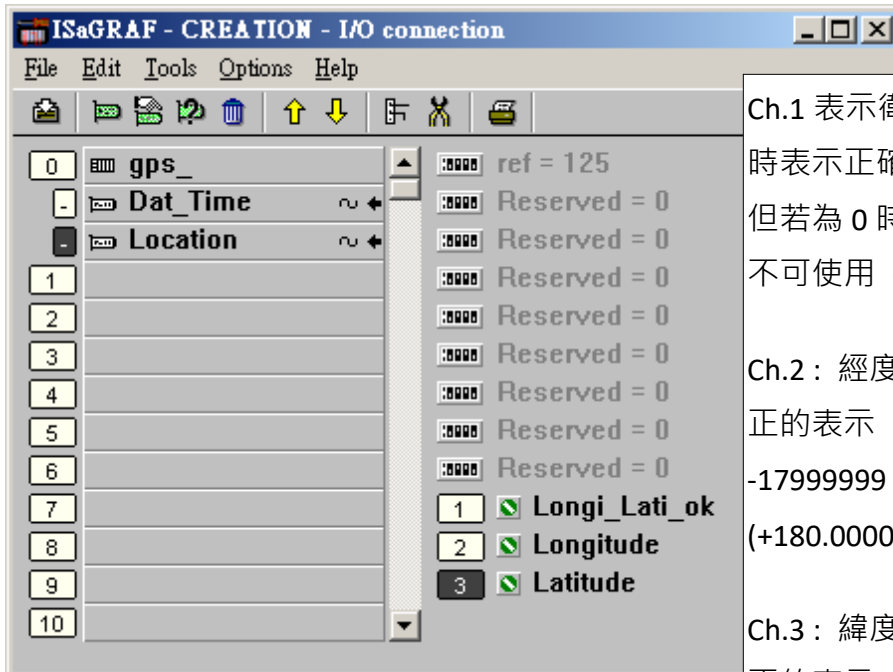 ISaGRAF - CREATION - I/O connection
File Edit Tools Options Help
0 gps_
- Dat_Time
- Location
1
2
3
4
5
6
7
8
9
10
ref = 125
Reserved = 0
Reserved = 0
Reserved = 0
Reserved = 0
Reserved = 0
Reserved = 0
Reserved = 0
Reserved = 0
1 Longi_Lati_ok
2 Longitude
3 Latitude
Ch.1 表示衛
時表示正確
但若為 0 時
不可使用
Ch.2 : 經度
正的表示
-17999999
(+180.0000
Ch.3 : 緯度